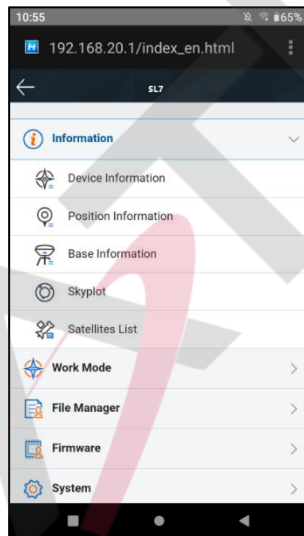 10:55
65%
192.168.20.1/index_en.html
SL7
Information
Device Information
Position Information
Base Information
Skyplot
Satellites List
Work Mode
File Manager
Firmware
System